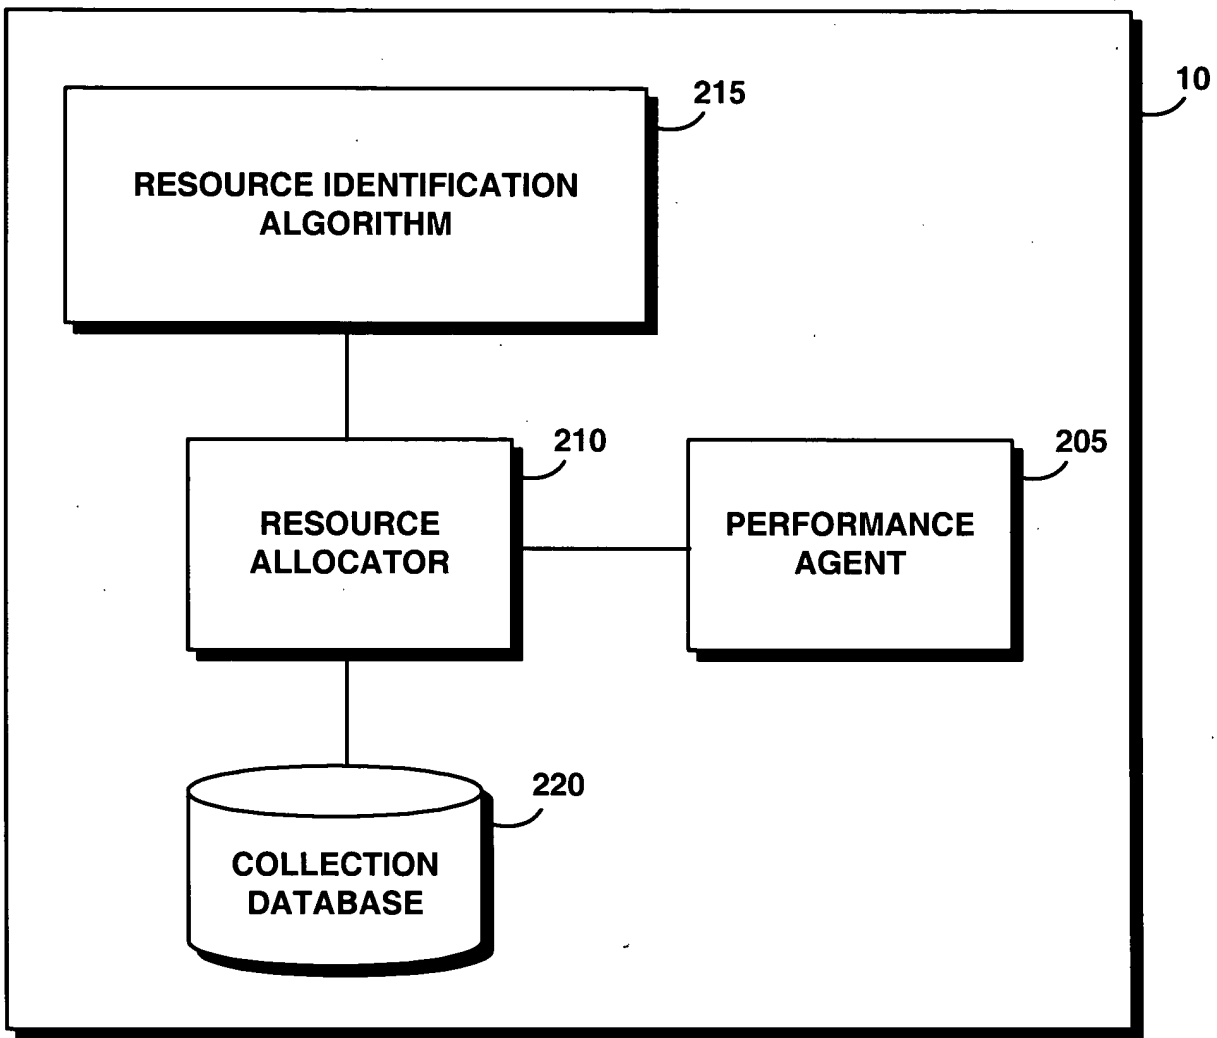 215
10
RESOURCE IDENTIFICATION
ALGORITHM
210
205
RESOURCE
ALLOCATOR
PERFORMANCE
AGENT
220
COLLECTION
DATABASE